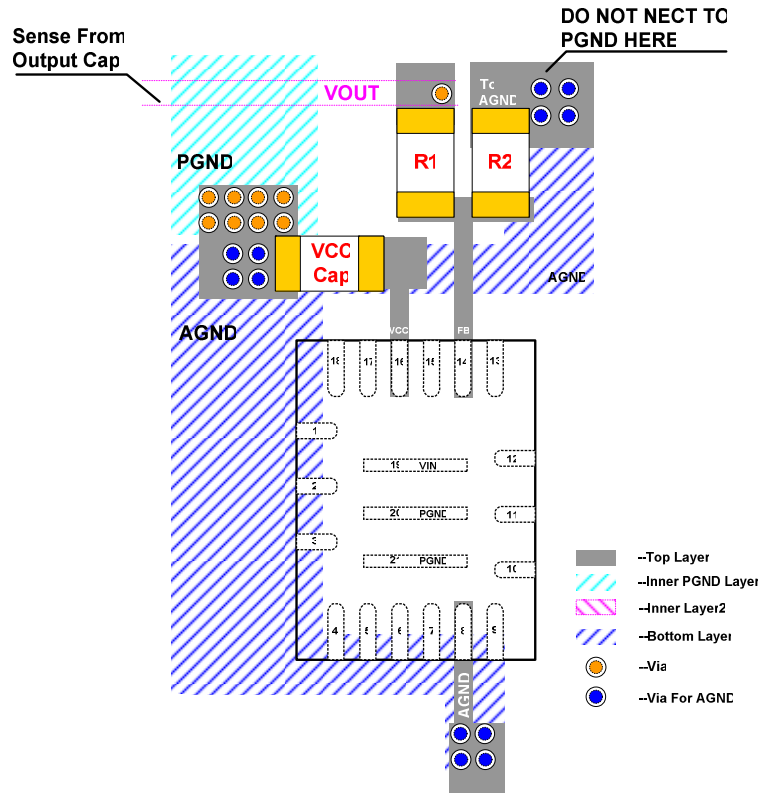 DO NOT NECT TO
PGND HERE
Sense From
Output Cap
VOUT
To
AGND
R1
R2
PGND
VCC
Cap
AGND
AGND
VCC
FB
18
17
16
15
14
13
1
2
3
12
11
10
19 VIN
20 PGND
21 PGND
4
5
6
7
8
9
AGND
--Top Layer
--Inner PGND Layer
--Inner Layer2
--Bottom Layer
--Via
--Via For AGND